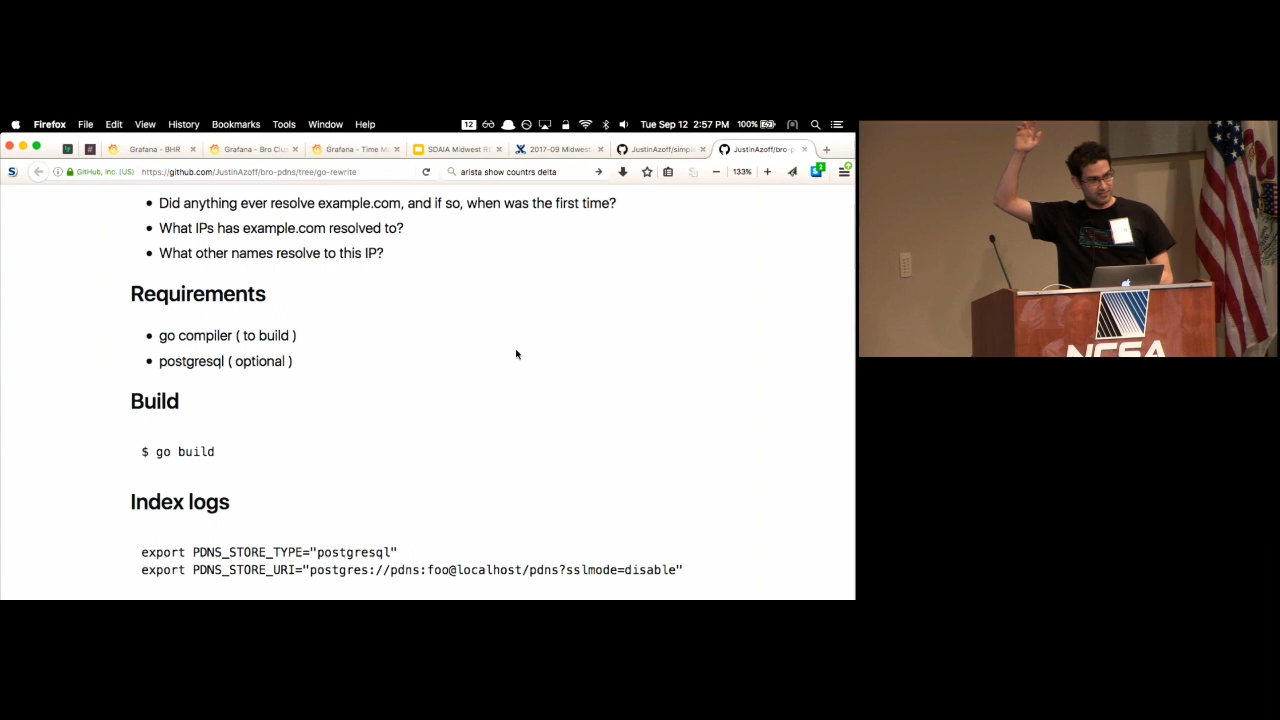 Firefox File Edit View History Bookmarks Tools Window Help 12 Tue Sep 12 2:57 PM 100%
Grafana - BHR Grafana - Bro Clu Grafana - Time M SDAIA Midwest R 2017-09 Midwest JustinAzoff/simple JustinAzoff/bro-p
GitHub, Inc. (US) https://github.com/JustinAzoff/bro-pdns/tree/go-rewrite arista show countrs delta 133%
• Did anything ever resolve example.com, and if so, when was the first time?
• What IPs has example.com resolved to?
• What other names resolve to this IP?
Requirements
• go compiler ( to build )
• postgresql ( optional )
Build
$ go build
Index logs
export PDNS_STORE_TYPE="postgresql"
export PDNS_STORE_URI="postgres://pdns:foo@localhost/pdns?sslmode=disable"
NCSA